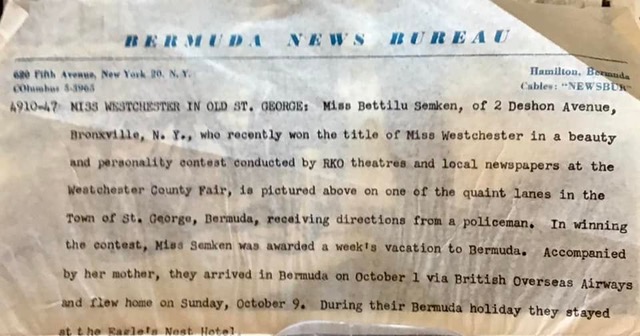 BERMUDA NEWS BUREAU
620 Fifth Avenue, New York 20, N. Y.
COlumbus 5-3965
Hamilton, Bermuda
Cables: "NEWSBUR"
4910-47 MISS WESTCHESTER IN OLD ST. GEORGE: Miss Bettilu Semken, of 2 Deshon Avenue,
Bronxville, N. Y., who recently won the title of Miss Westchester in a beauty
and personality contest conducted by RKO theatres and local newspapers at the
Westchester County Fair, is pictured above on one of the quaint lanes in the
Town of St. George, Bermuda, receiving directions from a policeman. In winning
the contest, Miss Semken was awarded a week's vacation to Bermuda. Accompanied
by her mother, they arrived in Bermuda on October 1 via British Overseas Airways
and flew home on Sunday, October 9. During their Bermuda holiday they stayed
at the Eagle's Nest Hotel.